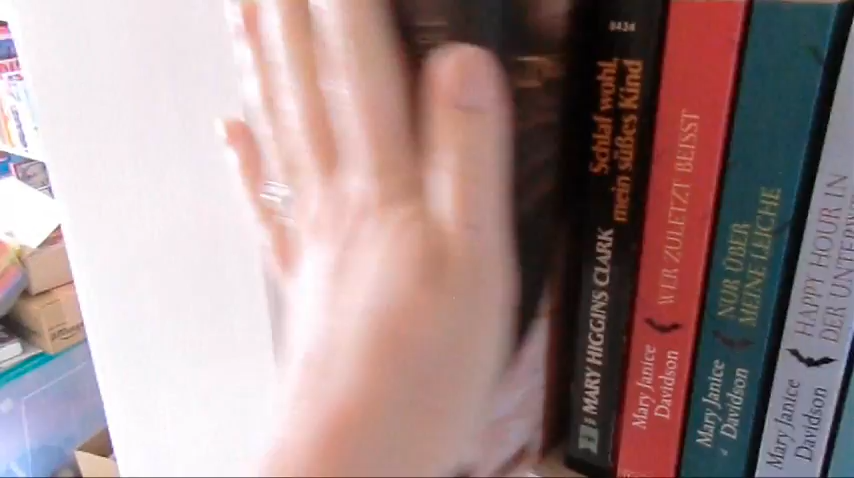 8434
Schlaf wohl,
mein süßes Kind
MARY HIGGINS CLARK
WER ZULETZT BEISST
Mary Janice
Davidson
NUR ÜBER
MEINE LEICHE
Mary Janice
Davidson
HAPPY HOUR IN
DER
Mary Janice
Davidson